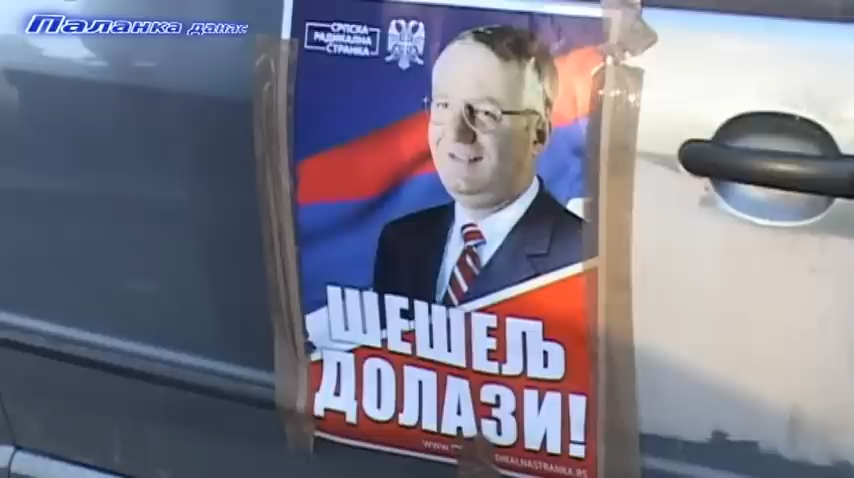 Паланка данас
СРПСКА
РАДИКАЛНА
СТРАНКА
ШЕШЕЉ
ДОЛАЗИ!